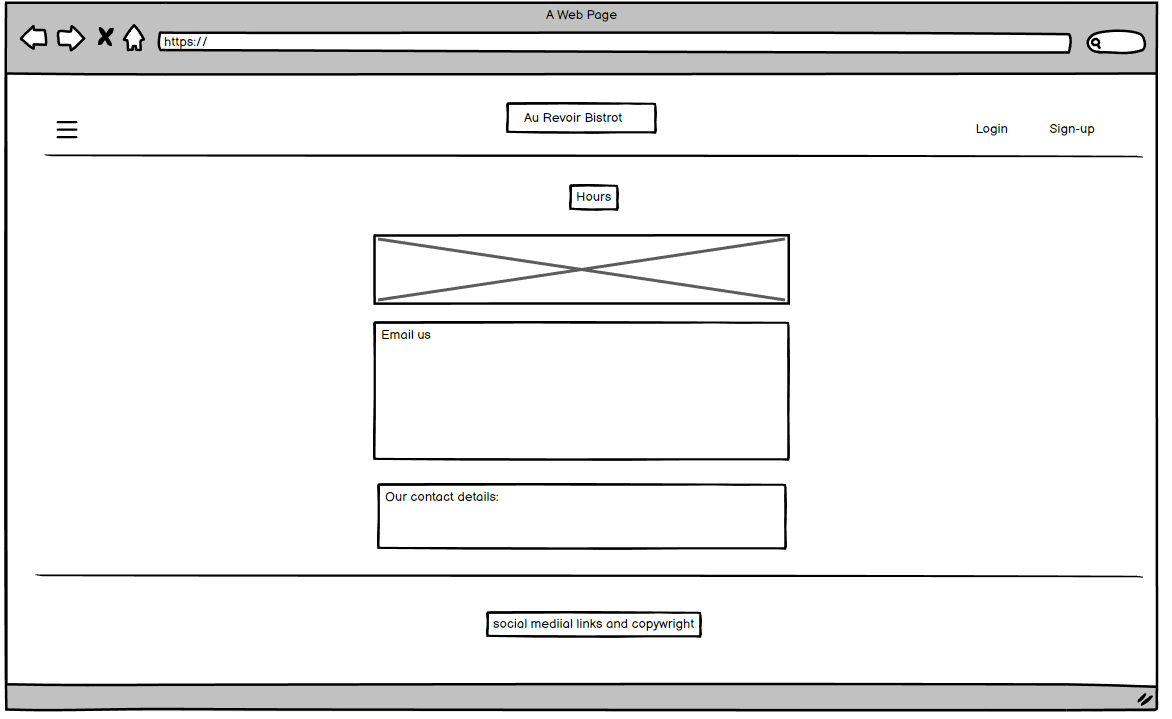 A Web Page
https://
Au Revoir Bistrot
Login Sign-up
Hours
Email us
Our contact details:
social mediial links and copywright